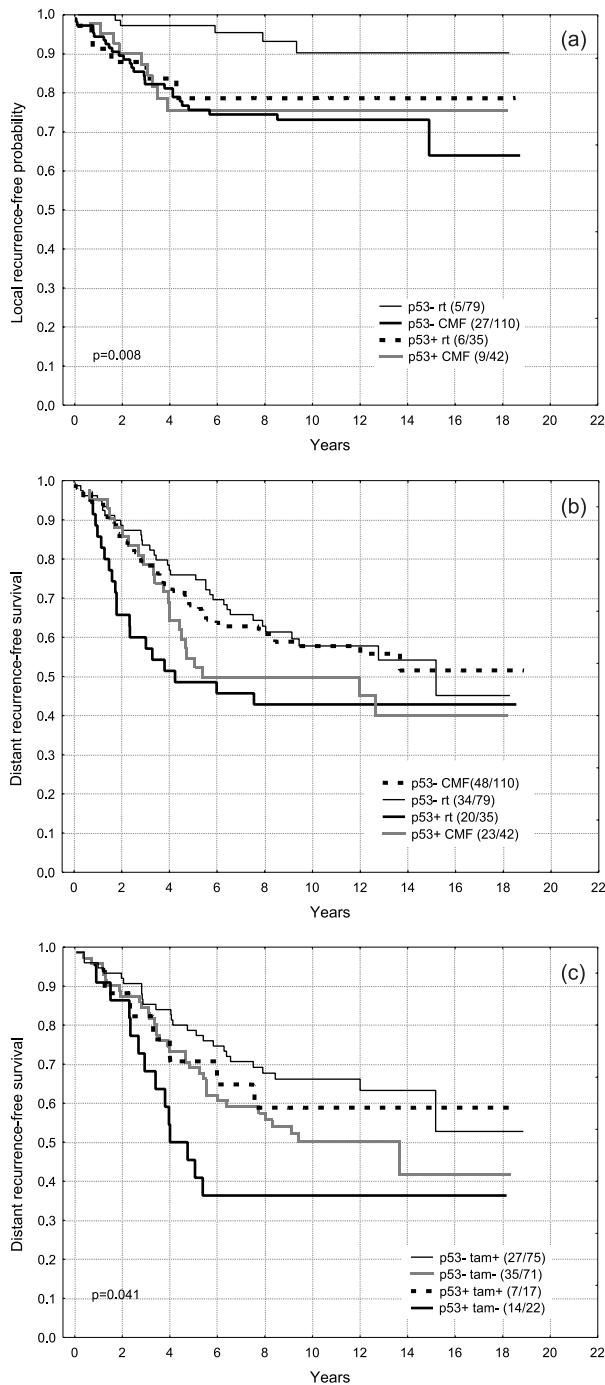 (a)
Local recurrence-free probability
1.0
0.9
0.8
0.7
0.6
0.5
0.4
0.3
0.2
0.1
0.0
p53- rt (5/79)
p53- CMF (27/110)
p53+ rt (6/35)
p53+ CMF (9/42)
p=0.008
0 2 4 6 8 10 12 14 16 18 20 22
Years
(b)
Distant recurrence-free survival
1.0
0.9
0.8
0.7
0.6
0.5
0.4
0.3
0.2
0.1
0.0
p53- CMF(48/110)
p53- rt (34/79)
p53+ rt (20/35)
p53+ CMF (23/42)
0 2 4 6 8 10 12 14 16 18 20 22
Years
(c)
Distant recurrence-free survival
1.0
0.9
0.8
0.7
0.6
0.5
0.4
0.3
0.2
0.1
0.0
p53- tam+ (27/75)
p53- tam- (35/71)
p53+ tam+ (7/17)
p53+ tam- (14/22)
p=0.041
0 2 4 6 8 10 12 14 16 18 20 22
Years